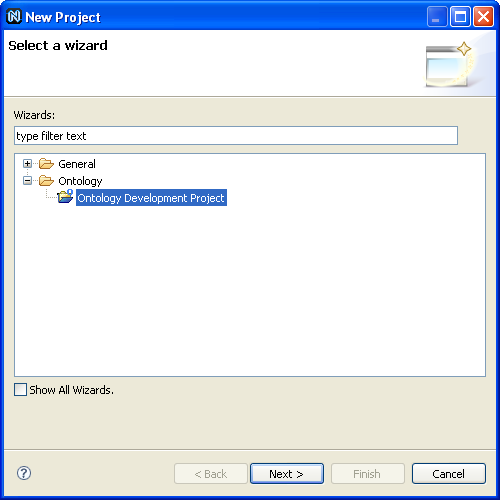 New Project
Select a wizard
Wizards:
type filter text
General
Ontology
Ontology Development Project
Show All Wizards.
< Back Next > Finish Cancel